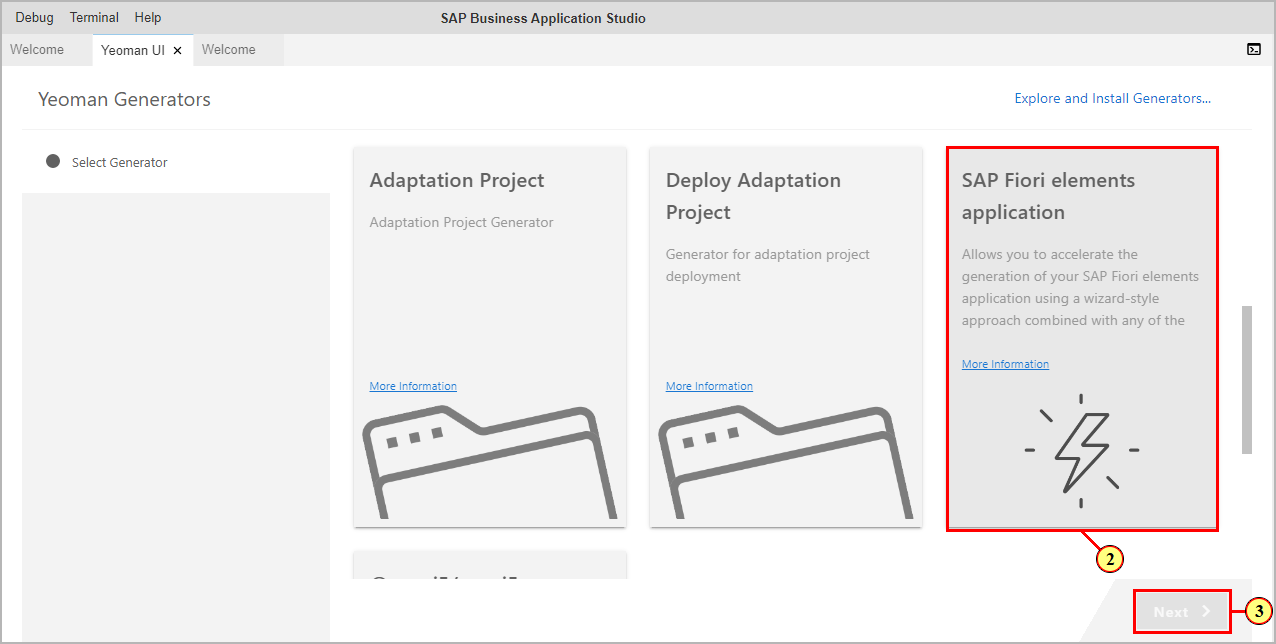 Debug Terminal Help SAP Business Application Studio
Welcome Yeoman UI × Welcome
Yeoman Generators
Explore and Install Generators...
Select Generator
Adaptation Project
Adaptation Project Generator
More Information
Deploy Adaptation
Project
Generator for adaptation project
deployment
More Information
SAP Fiori elements
application
Allows you to accelerate the
generation of your SAP Fiori elements
application using a wizard-style
approach combined with any of the
More Information
2
Next
3